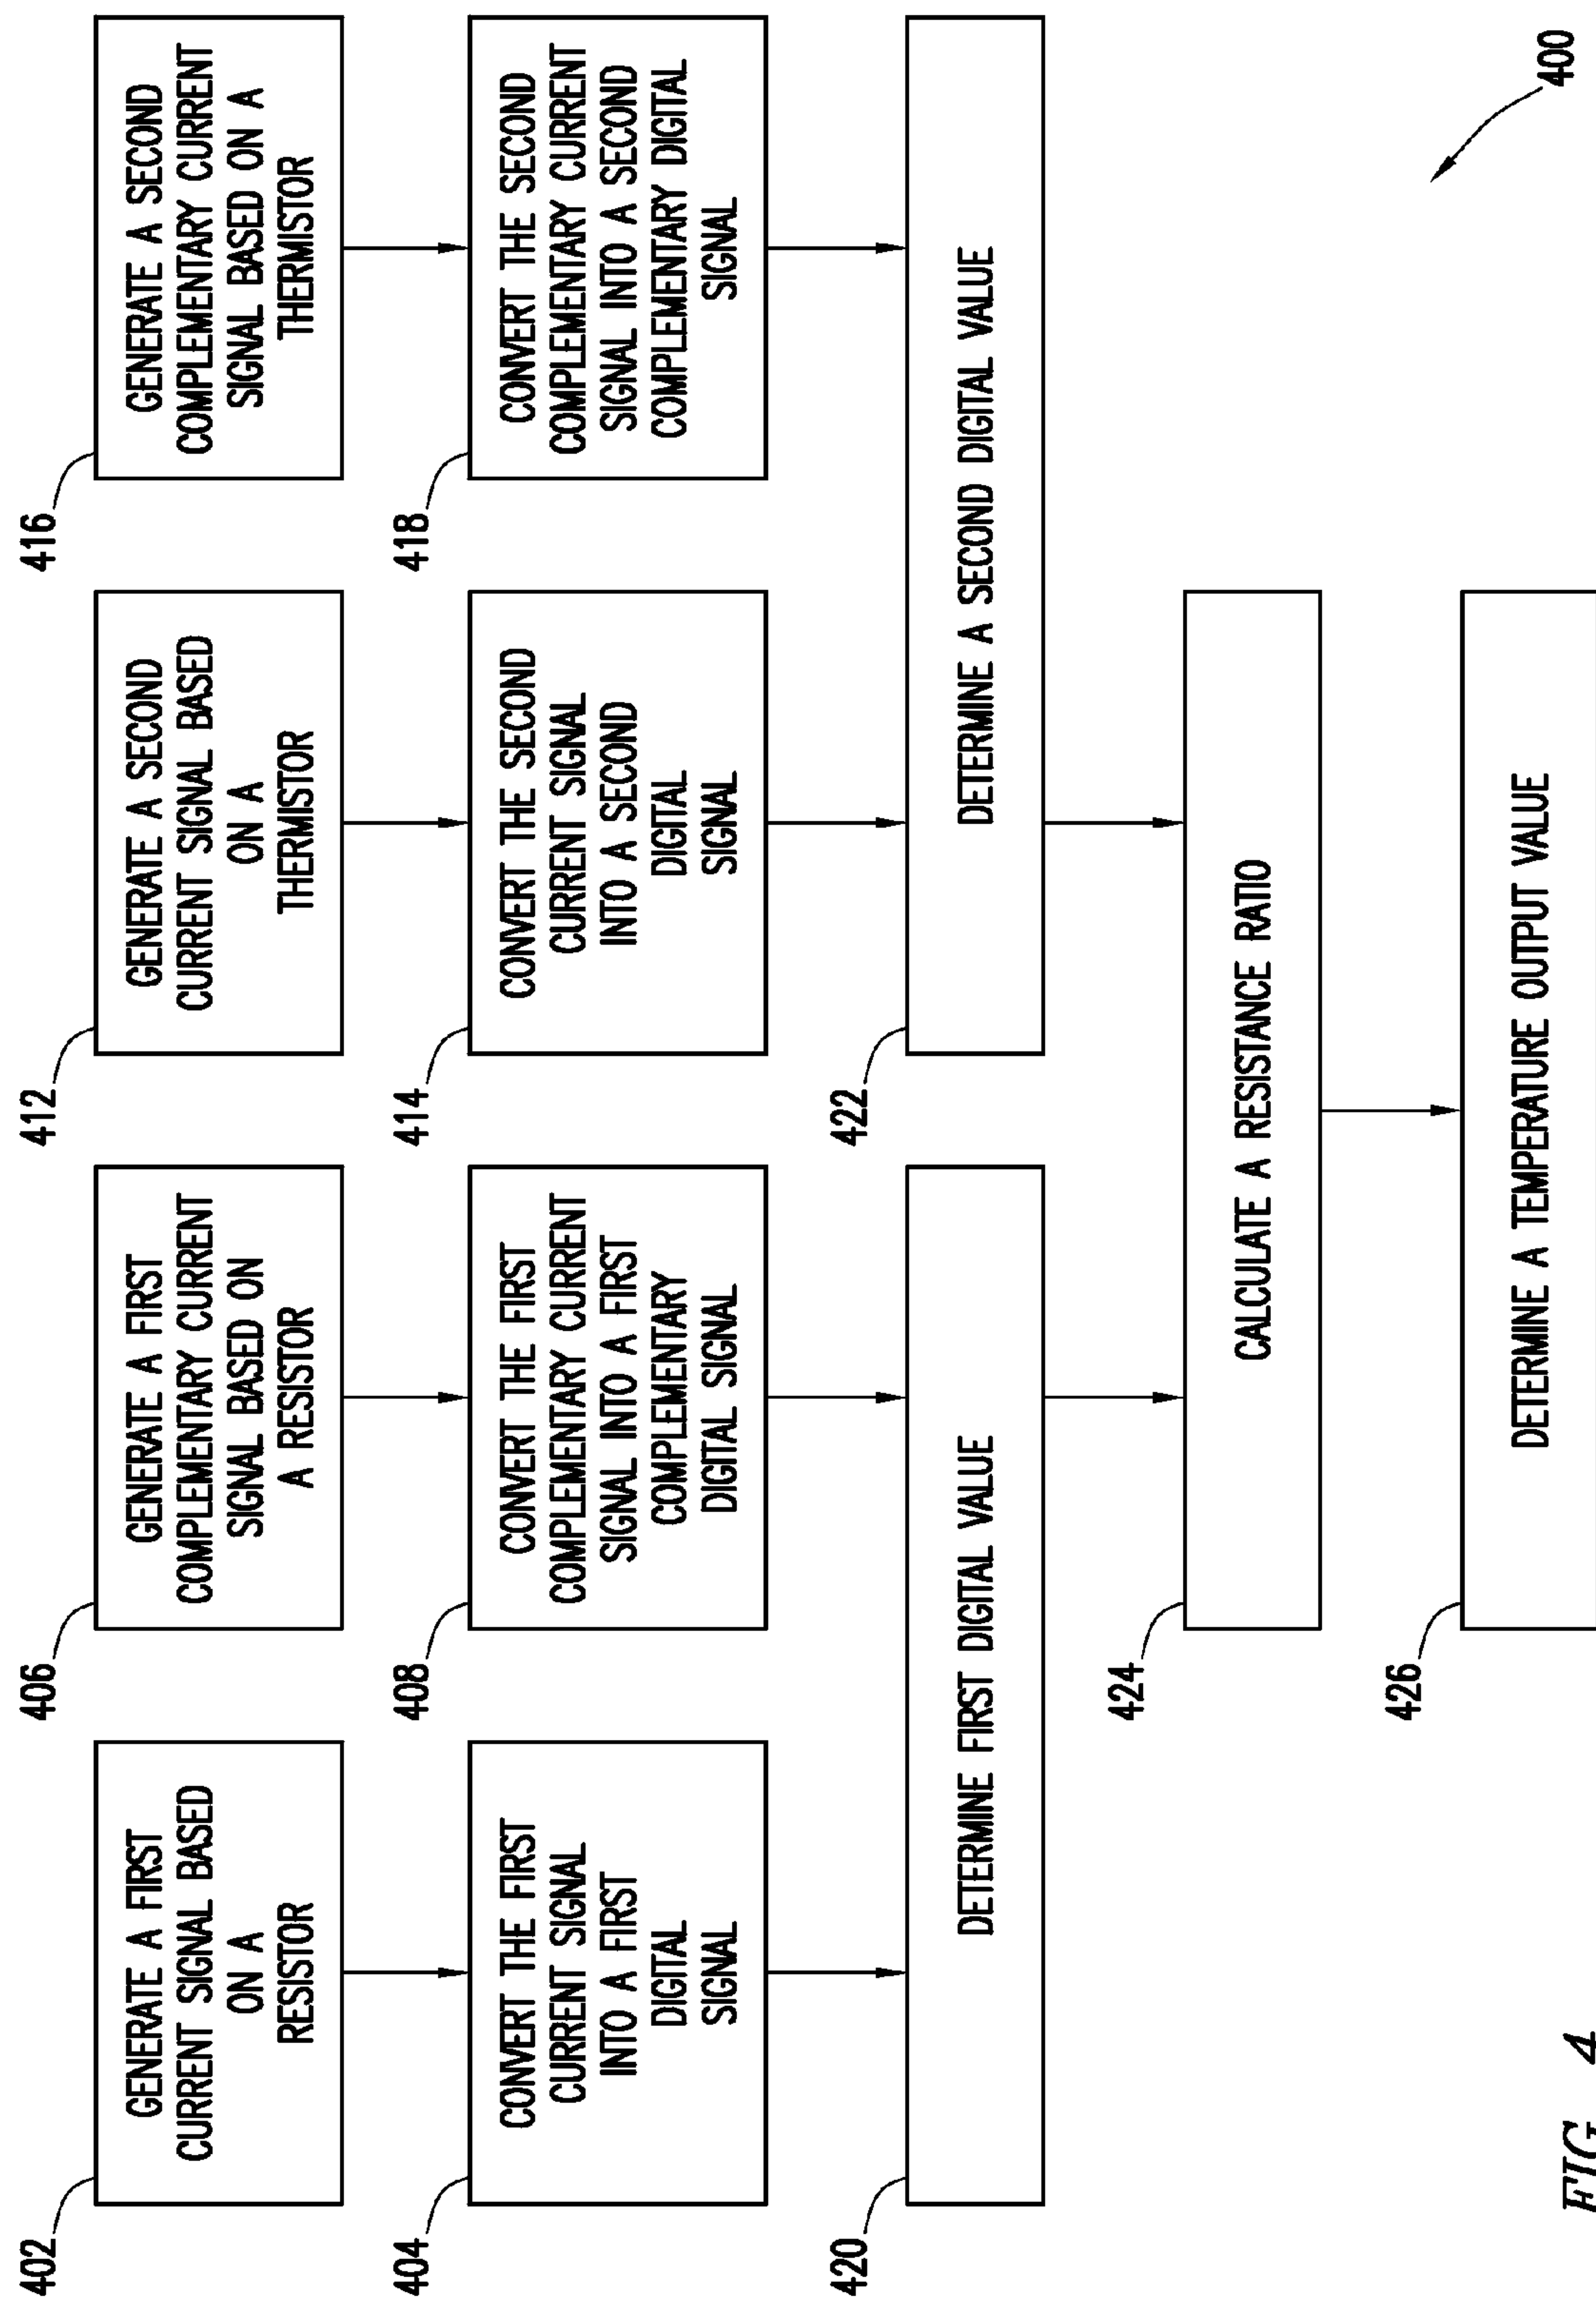 402
GENERATE A FIRST
CURRENT SIGNAL BASED
ON A
RESISTOR
406
GENERATE A FIRST
COMPLEMENTARY CURRENT
SIGNAL BASED ON
A RESISTOR
412
GENERATE A SECOND
CURRENT SIGNAL BASED
ON A
THERMISTOR
416
GENERATE A SECOND
COMPLEMENTARY CURRENT
SIGNAL BASED ON A
THERMISTOR
404
CONVERT THE FIRST
CURRENT SIGNAL
INTO A FIRST
DIGITAL
SIGNAL
408
CONVERT THE FIRST
COMPLEMENTARY CURRENT
SIGNAL INTO A FIRST
COMPLEMENTARY
DIGITAL SIGNAL
414
CONVERT THE SECOND
CURRENT SIGNAL
INTO A SECOND
DIGITAL
SIGNAL
418
CONVERT THE SECOND
COMPLEMENTARY CURRENT
SIGNAL INTO A SECOND
COMPLEMENTARY DIGITAL
SIGNAL
420
DETERMINE FIRST DIGITAL VALUE
422
DETERMINE A SECOND DIGITAL VALUE
424
CALCULATE A RESISTANCE RATIO
426
DETERMINE A TEMPERATURE OUTPUT VALUE
400
FIG. 4